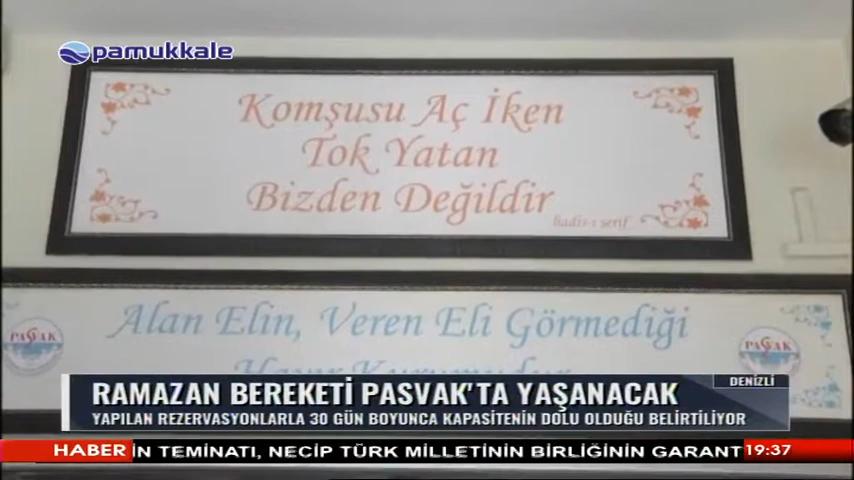 pamukkale
Komşusu Aç İken
Tok Yatan
Bizden Değildir
hadis-ı şerif
Alan Elin, Veren Eli Görmediği
PASVAK
PASVAK
DENİZLİ
RAMAZAN BEREKETİ PASVAK'TA YAŞANACAK
YAPILAN REZERVASYONLARLA 30 GÜN BOYUNCA KAPASİTENİN DOLU OLDUĞU BELİRTİLİYOR
HABER İN TEMİNATI, NECİP TÜRK MİLLETİNİN BİRLİĞİNİN GARANT 19:37